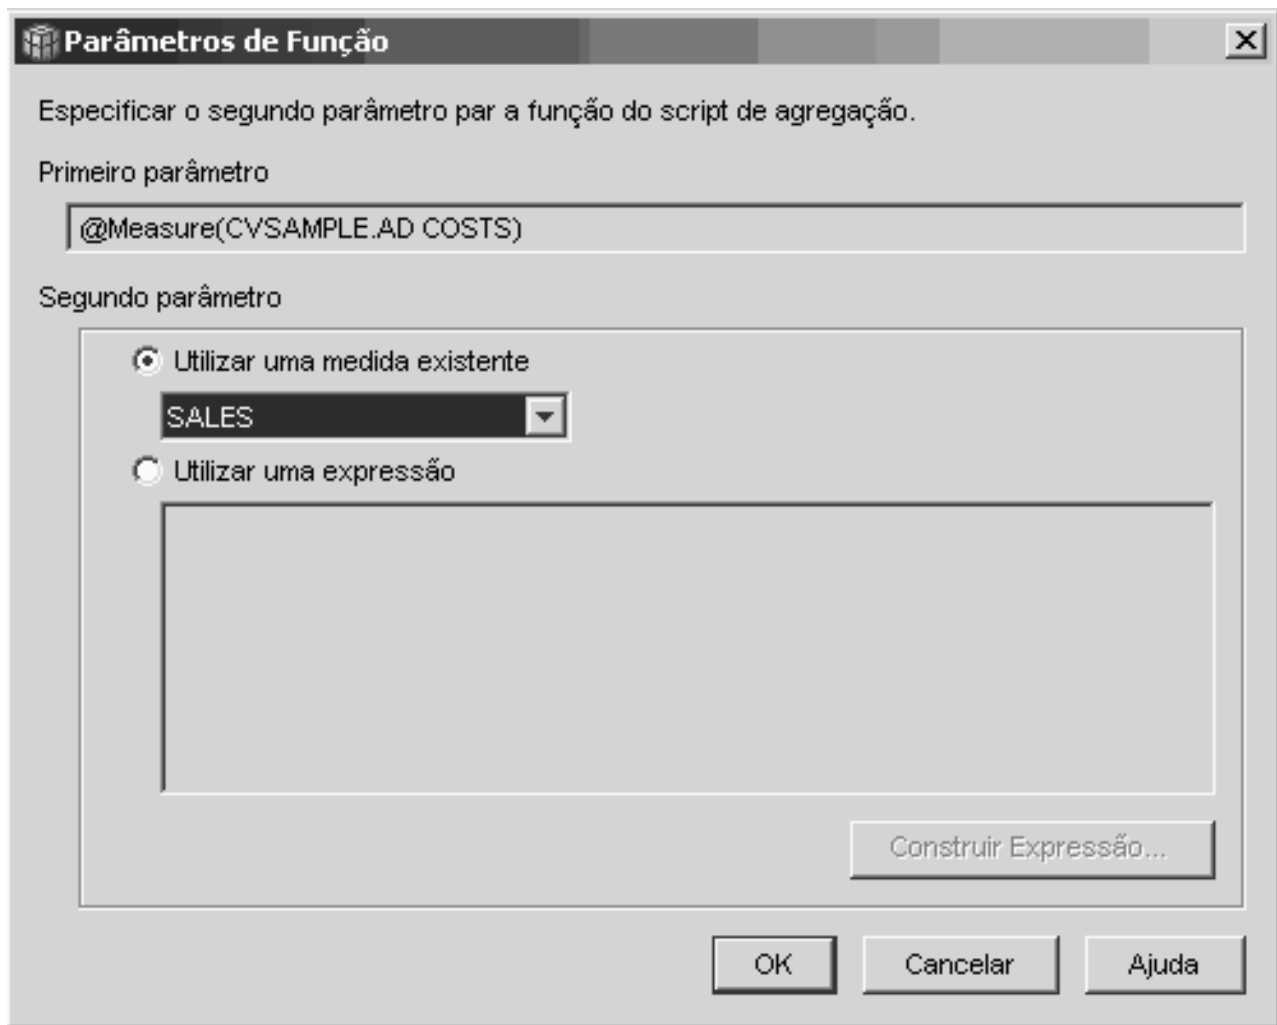 Parâmetros de Função
Especificar o segundo parâmetro par a função do script de agregação.
Primeiro parâmetro
@Measure(CVSAMPLE.AD COSTS)
Segundo parâmetro
Utilizar uma medida existente
SALES
Utilizar uma expressão
Construir Expressão...
OK Cancelar Ajuda